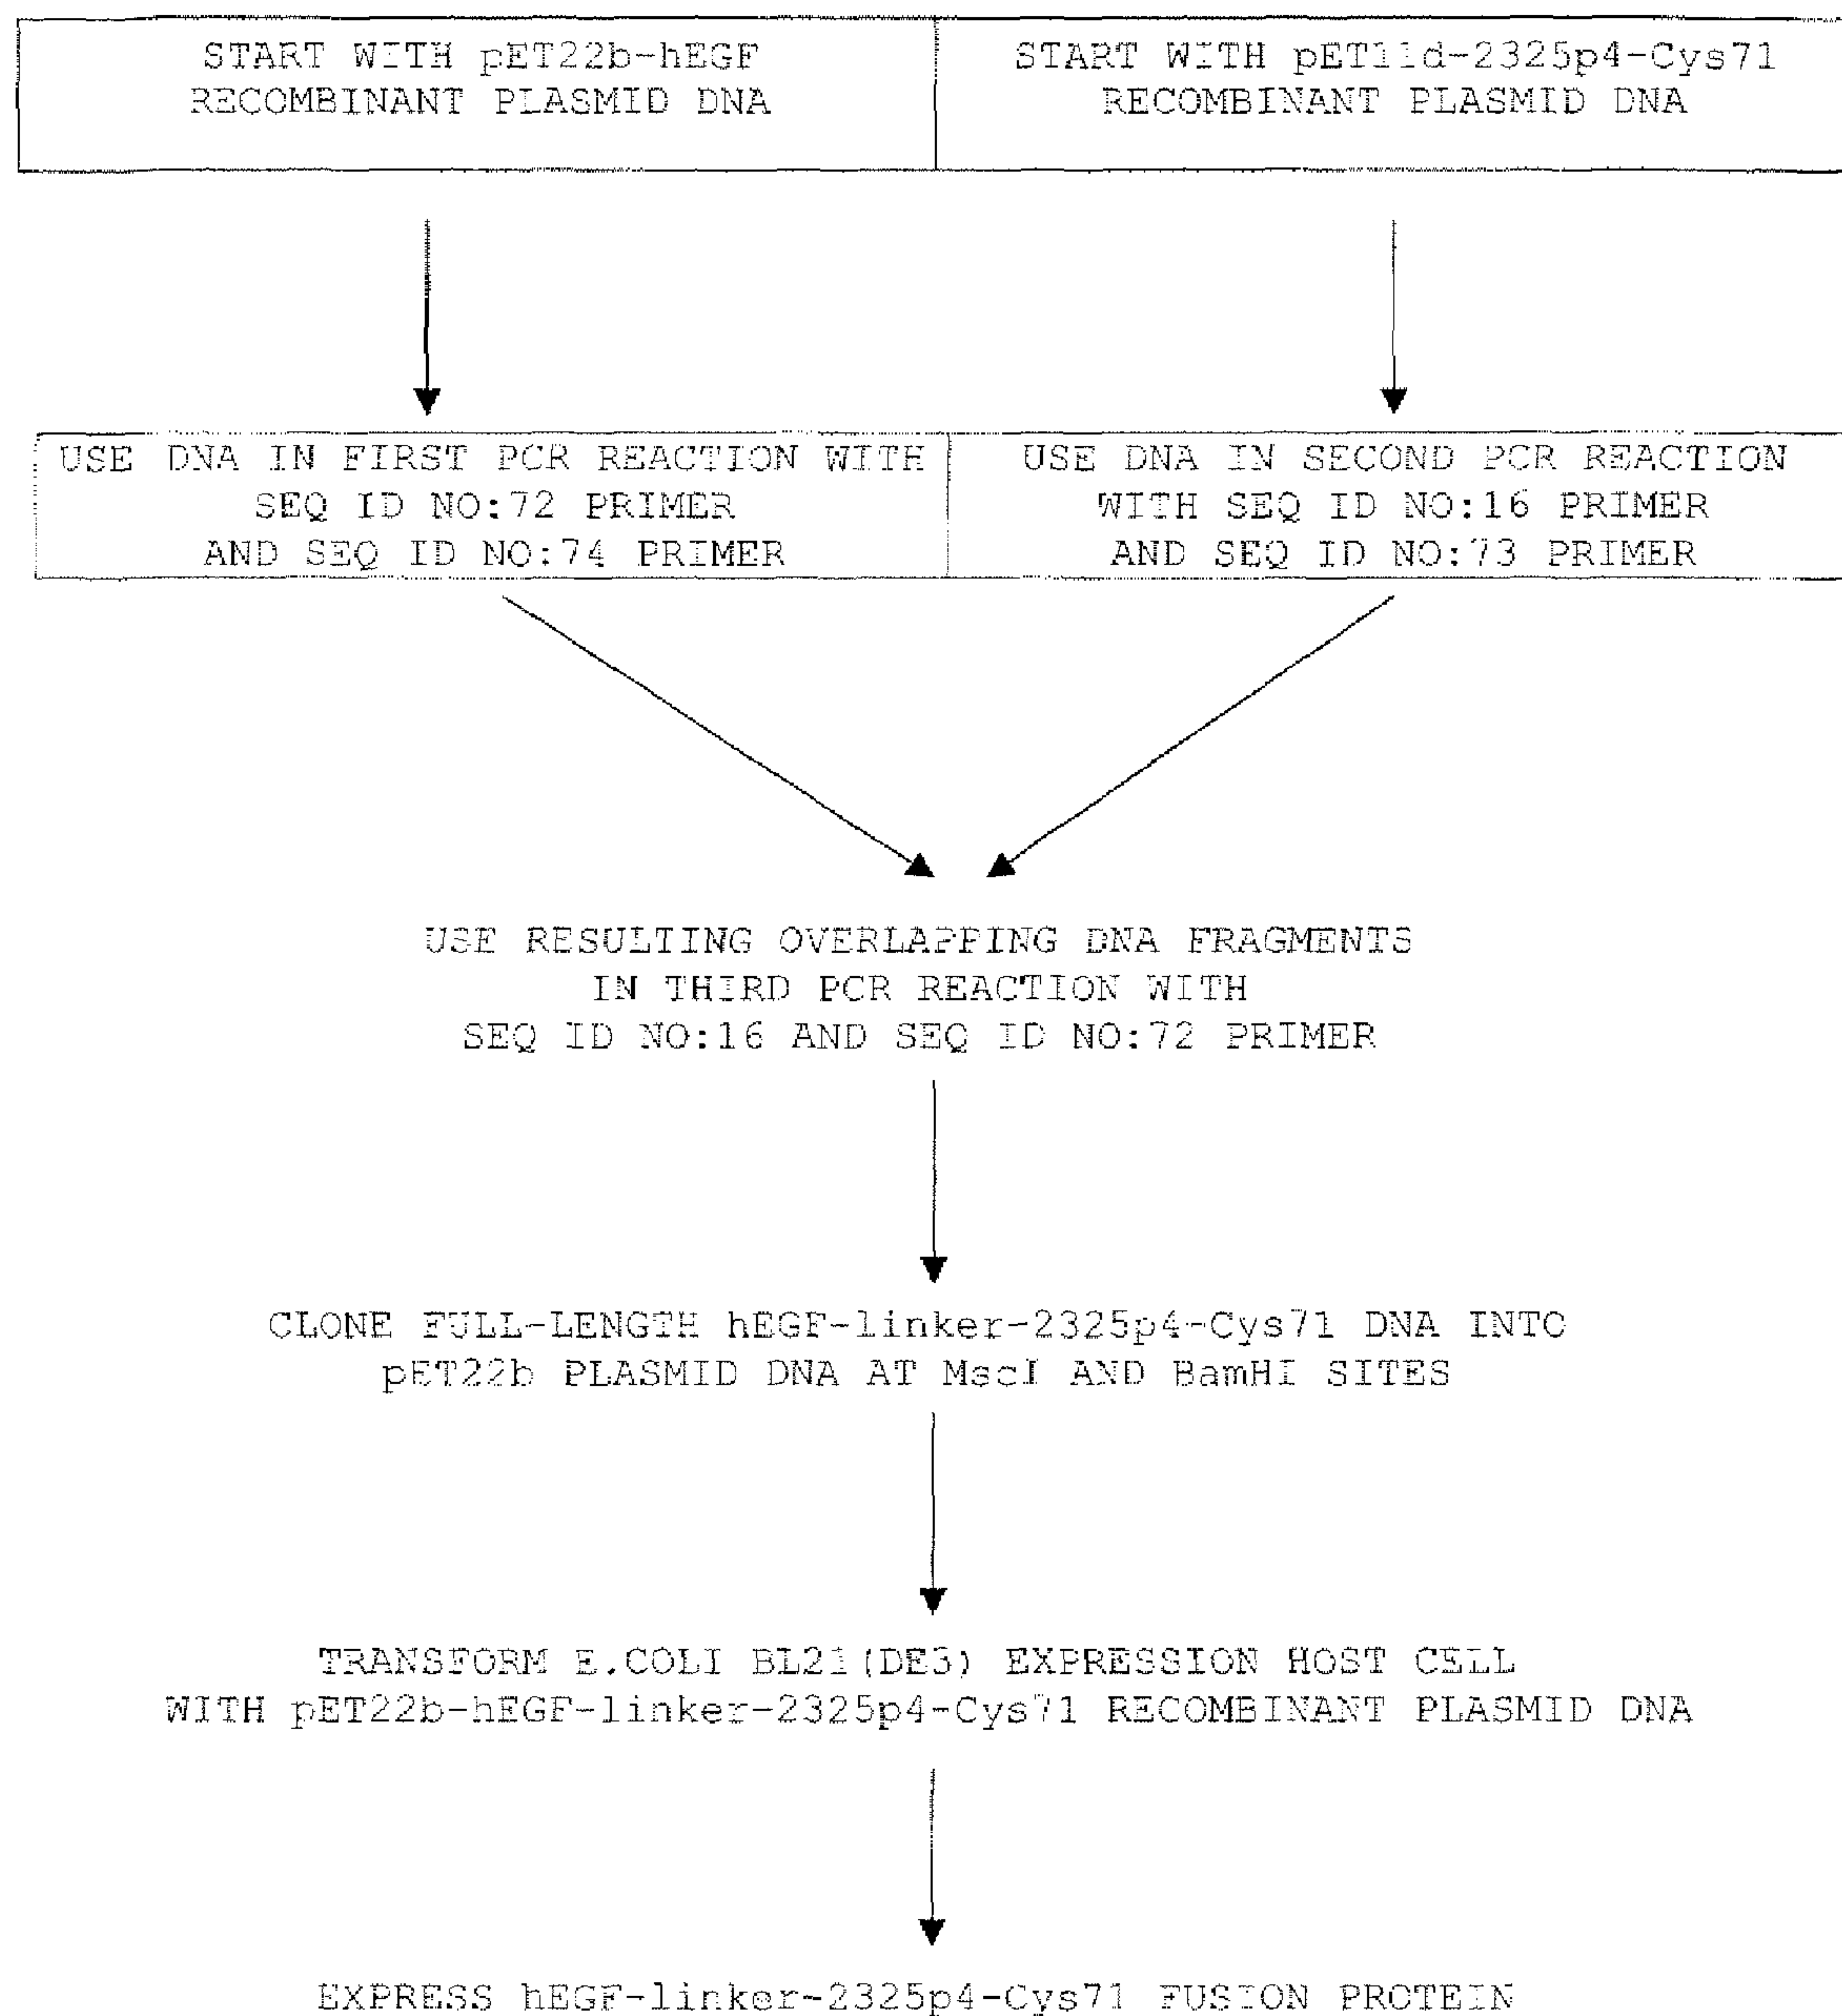 START WITH pET22b-hEGF
RECOMBINANT PLASMID DNA
START WITH pET11d-2325p4-Cys71
RECOMBINANT PLASMID DNA
USE DNA IN FIRST PCR REACTION WITH
SEQ ID NO:72 PRIMER
AND SEQ ID NO:74 PRIMER
USE DNA IN SECOND PCR REACTION
WITH SEQ ID NO:16 PRIMER
AND SEQ ID NO:73 PRIMER
USE RESULTING OVERLAPPING DNA FRAGMENTS
IN THIRD PCR REACTION WITH
SEQ ID NO:16 AND SEQ ID NO:72 PRIMER
CLONE FULL-LENGTH hEGF-linker-2325p4-Cys71 DNA INTO
pET22b PLASMID DNA AT MscI AND BamHI SITES
TRANSFORM E.COLI BL21(DE3) EXPRESSION HOST CELL
WITH pET22b-hEGF-linker-2325p4-Cys71 RECOMBINANT PLASMID DNA
EXPRESS hEGF-linker-2325p4-Cys71 FUSION PROTEIN